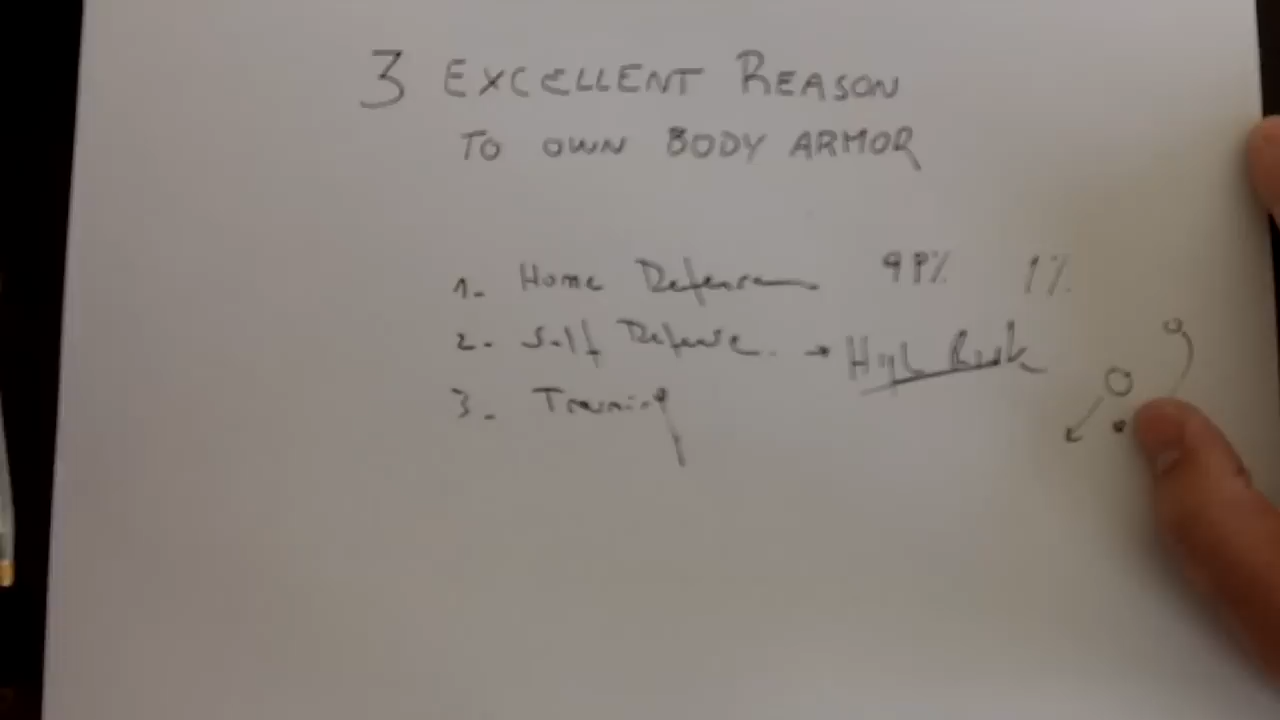 3 EXCELLENT REASON
TO OWN BODY ARMOR
1. Home Defense 99% 1%
2. Self Defense. → High Risk
3. Training